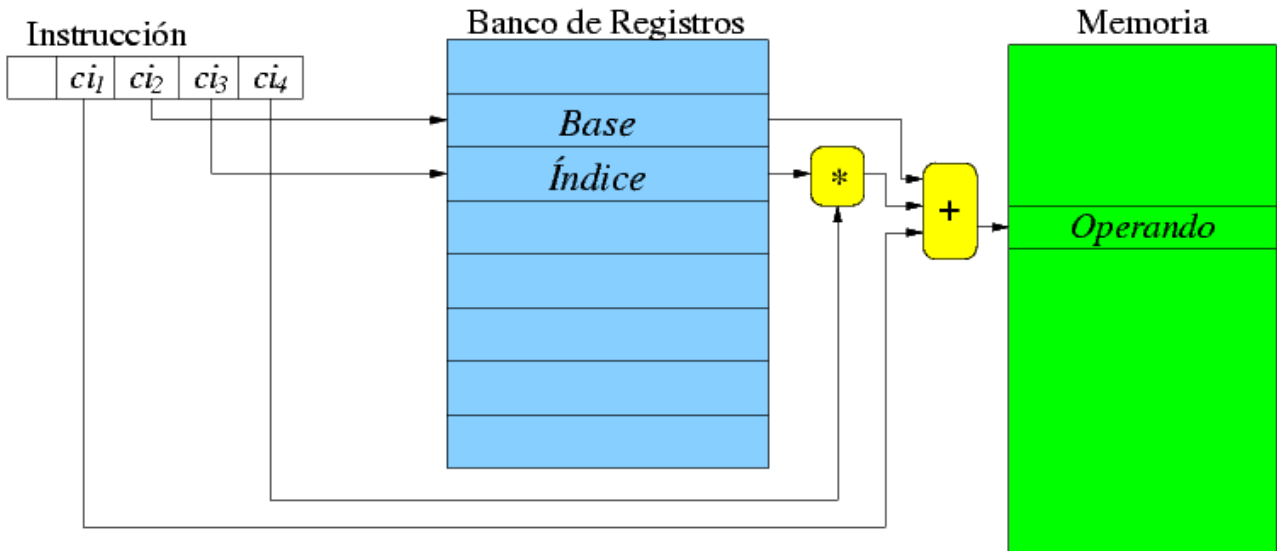 Instrucción
Banco de Registros
Memoria
ci1 ci2 ci3 ci4
Base
Índice
*
+
Operando